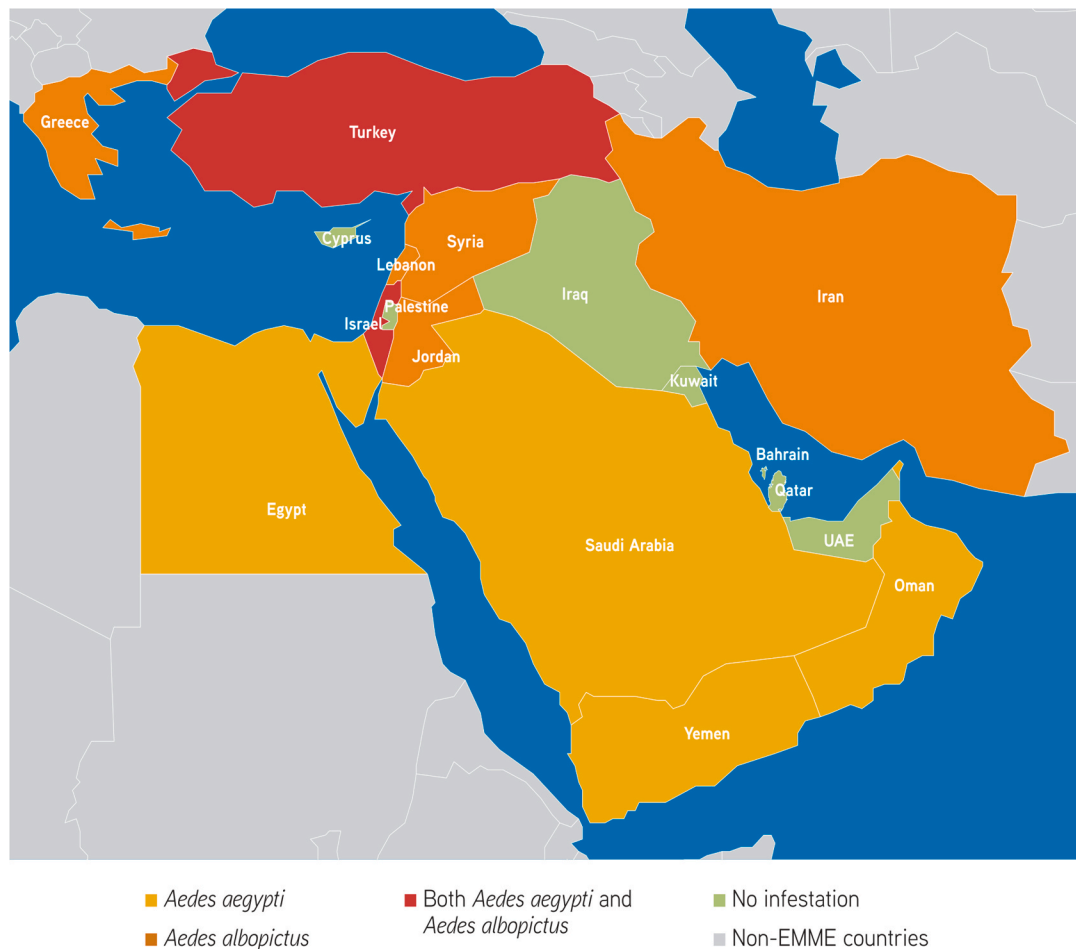 Greece
Turkey
Cyprus
Syria
Lebanon
Iraq
Iran
Palestine
Israel
Jordan
Kuwait
Bahrain
Qatar
Egypt
UAE
Saudi Arabia
Oman
Yemen
Aedes aegypti
Aedes albopictus
Both Aedes aegypti and
Aedes albopictus
No infestation
Non-EMME countries